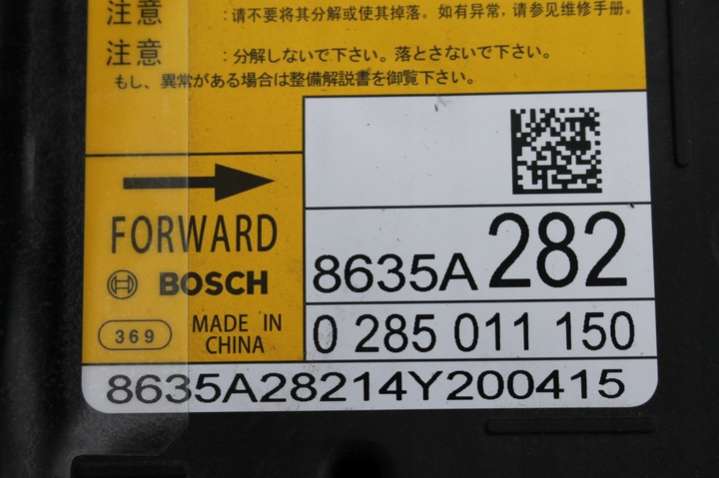 注意 :请不要将其分解或使其掉落。如有异常,请参见维修手册。
注意 :分解しないで下さい。落とさないで下さい。
もし、異常がある場合は整備解説書を御覧下さい。
FORWARD
BOSCH
8635A 282
369
MADE IN
CHINA
0 285 011 150
8635A28214Y200415